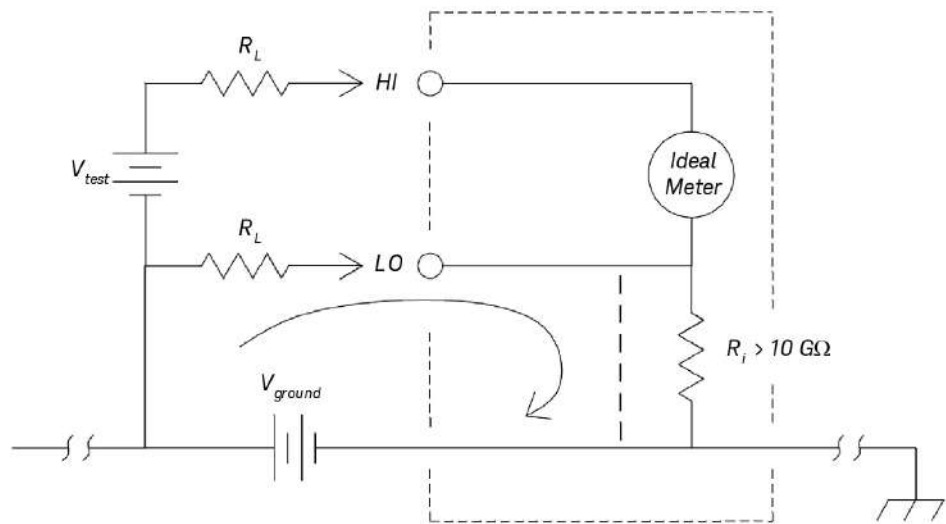 R_L
HI
V_test
Ideal
Meter
R_L
LO
R_i > 10 GΩ
V_ground